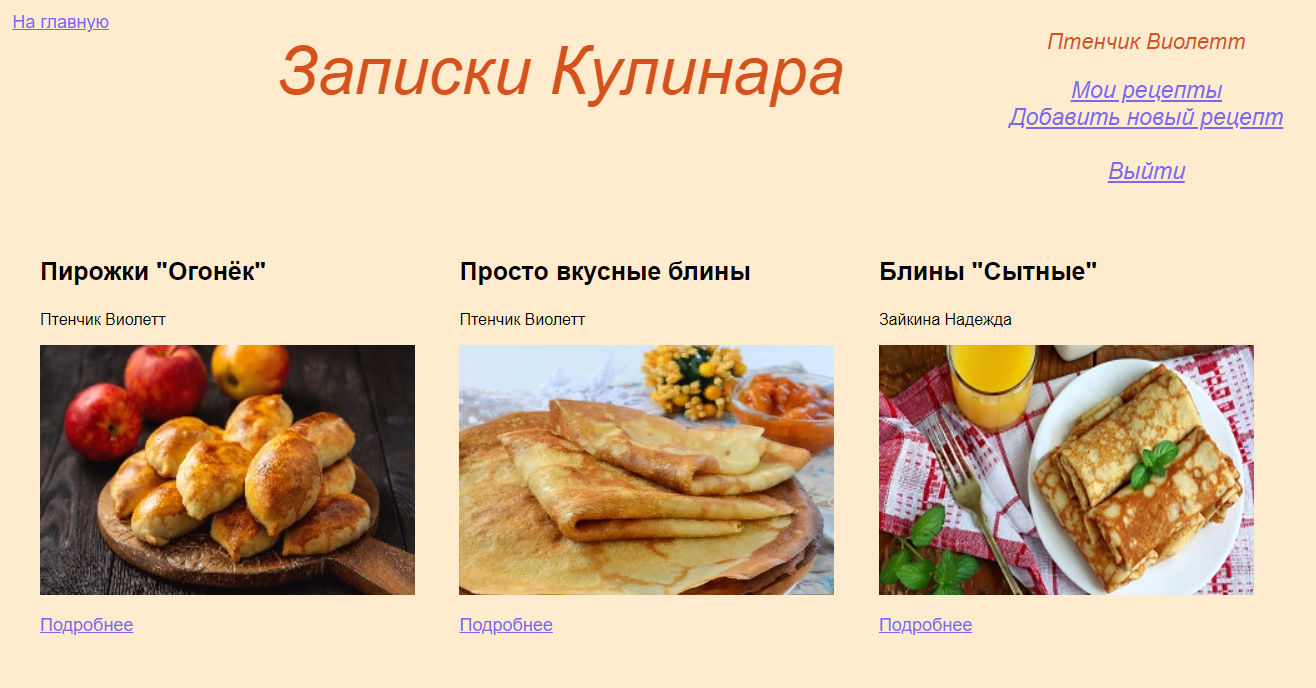 На главную
Записки Кулинара
Птенчик Виолетт
Мои рецепты
Добавить новый рецепт
Выйти
Пирожки "Огонёк"
Птенчик Виолетт
Подробнее
Просто вкусные блины
Птенчик Виолетт
Подробнее
Блины "Сытные"
Зайкина Надежда
Подробнее